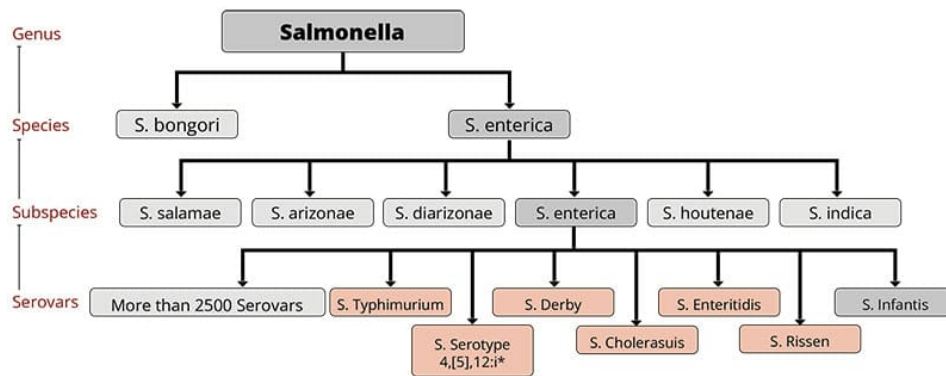 Genus
Salmonella
Species
S. bongori
S. enterica
Subspecies
S. salamae
S. arizonae
S. diarizonae
S. enterica
S. houtenae
S. indica
Serovars
More than 2500 Serovars
S. Typhimurium
S. Derby
S. Enteritidis
S. Infantis
S. Serotype
4,[5],12:i*
S. Cholerasuis
S. Rissen